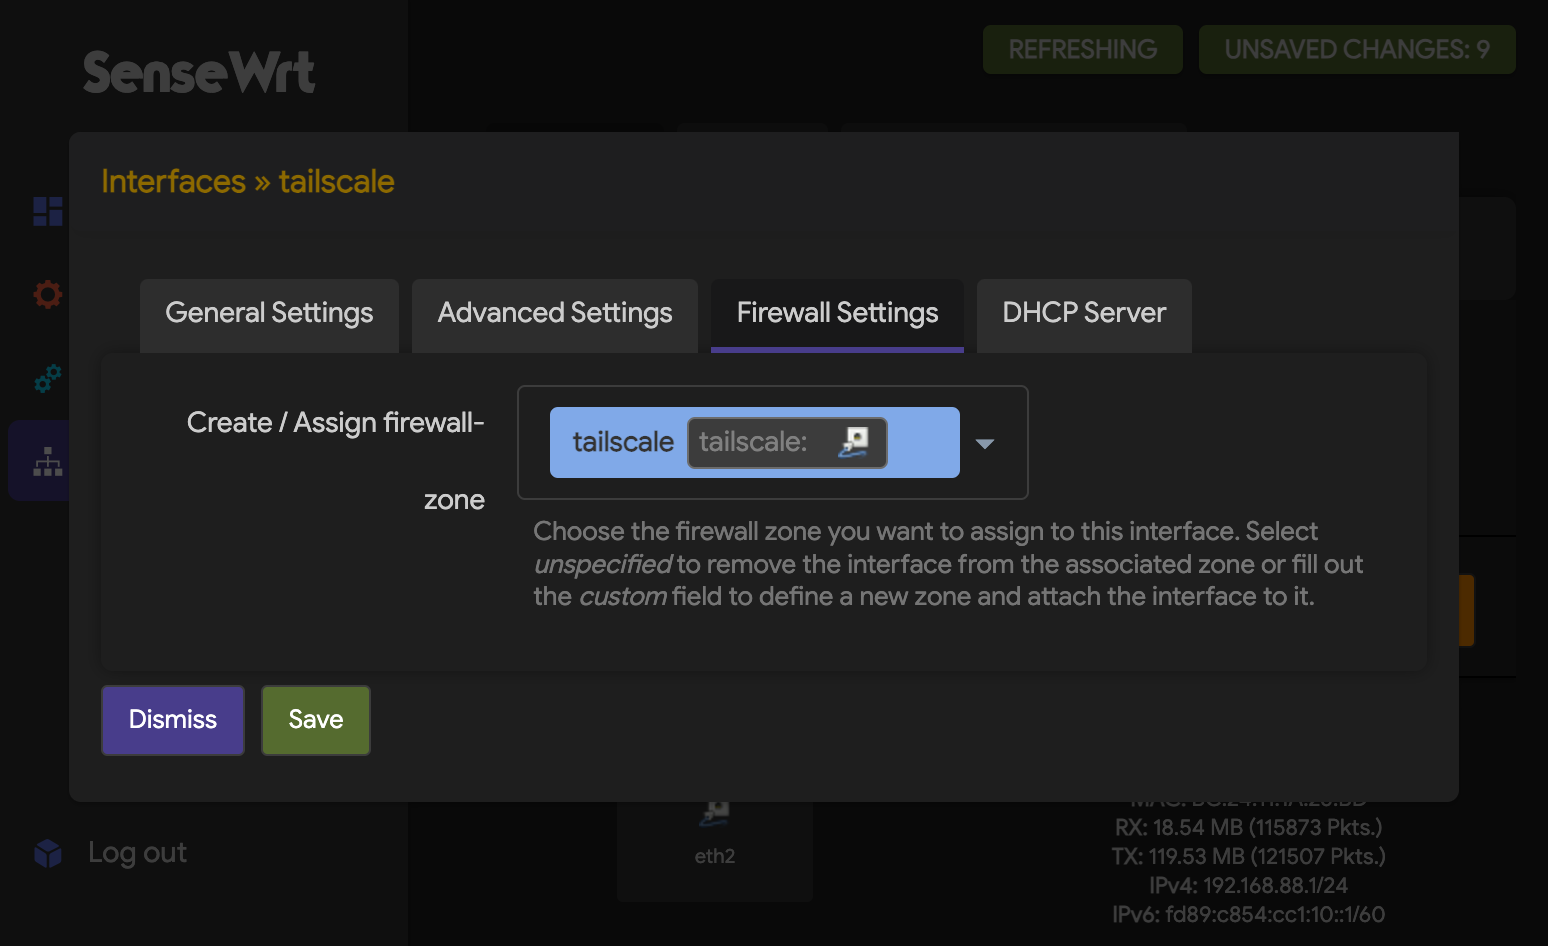 SenseWrt
REFRESHING
UNSAVED CHANGES: 9
Interfaces » tailscale
General Settings
Advanced Settings
Firewall Settings
DHCP Server
Create / Assign firewall-
zone
tailscale tailscale:
Choose the firewall zone you want to assign to this interface. Select
unspecified to remove the interface from the associated zone or fill out
the custom field to define a new zone and attach the interface to it.
Dismiss
Save
Log out
eth2
RX: 18.54 MB (115873 Pkts.)
TX: 119.53 MB (121507 Pkts.)
IPv4: 192.168.88.1/24
IPv6: fd89:c854:cc1:10::1/60